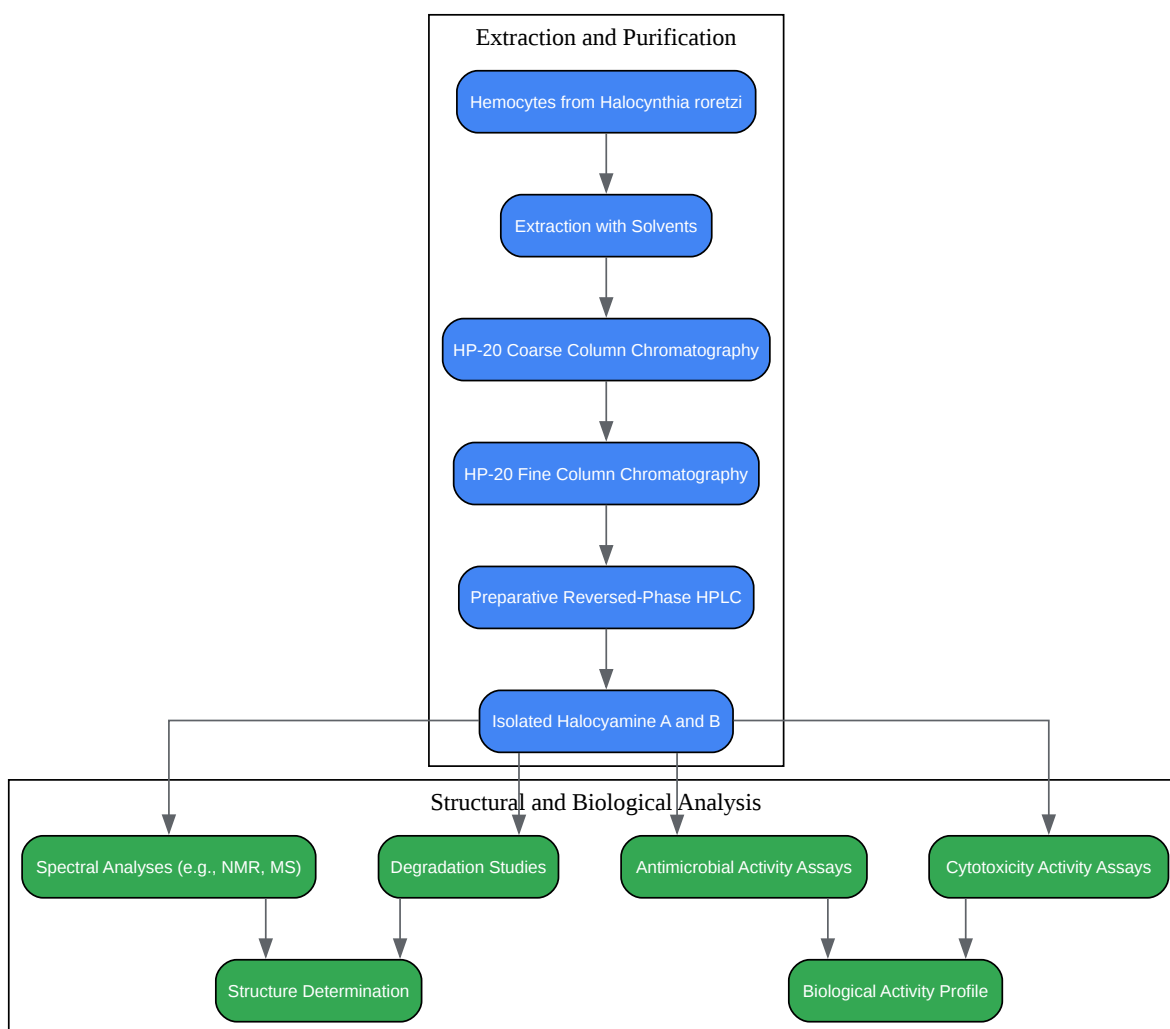 Extraction and Purification
Hemocytes from Halocynthia roretzi
Extraction with Solvents
HP-20 Coarse Column Chromatography
HP-20 Fine Column Chromatography
Preparative Reversed-Phase HPLC
Isolated Halocyamine A and B
Structural and Biological Analysis
Spectral Analyses (e.g., NMR, MS)
Degradation Studies
Antimicrobial Activity Assays
Cytotoxicity Activity Assays
Structure Determination
Biological Activity Profile